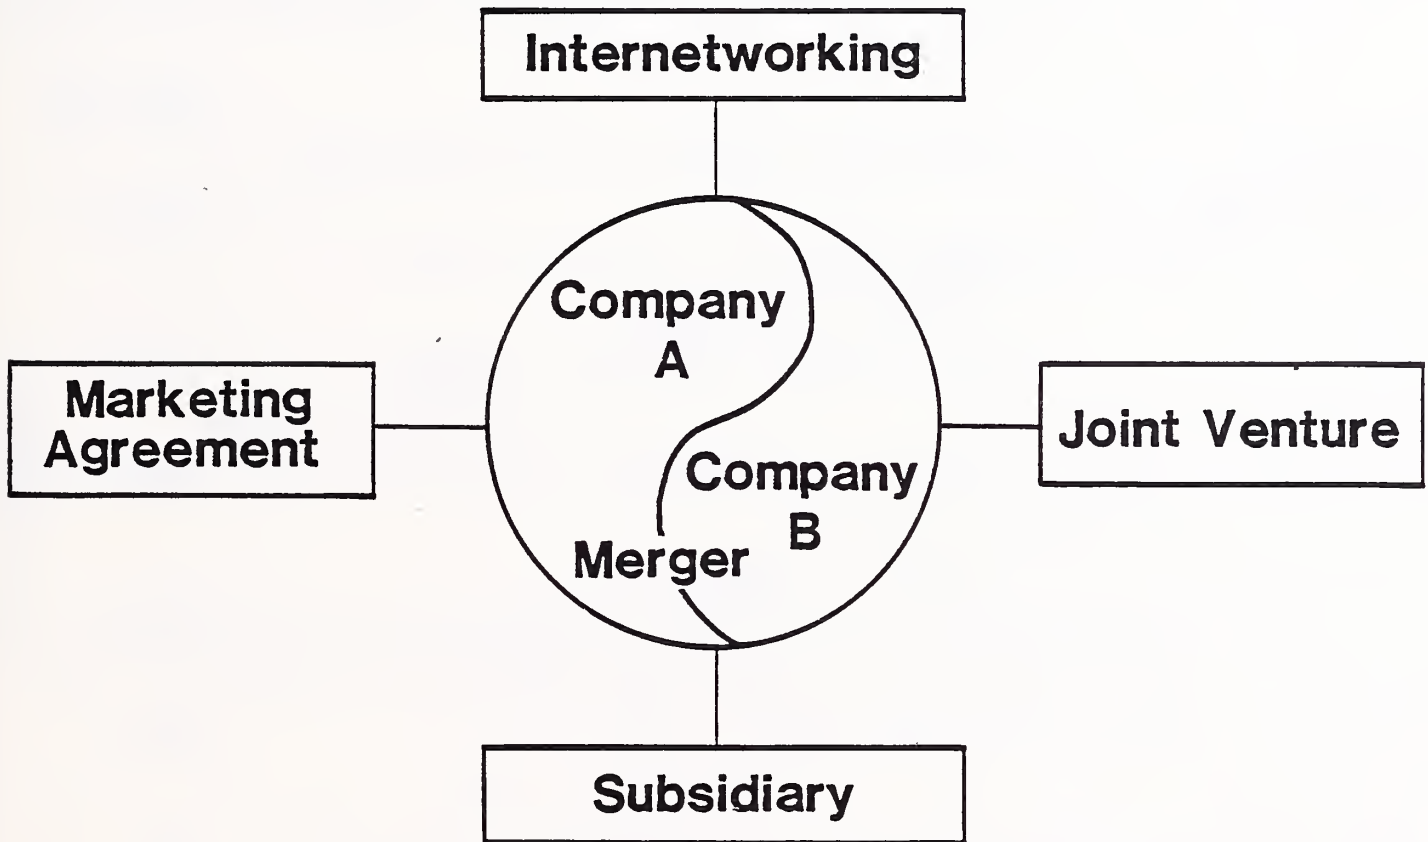 Internetworking
Company
A
Marketing
Agreement
Joint Venture
Company
B
Merger
Subsidiary